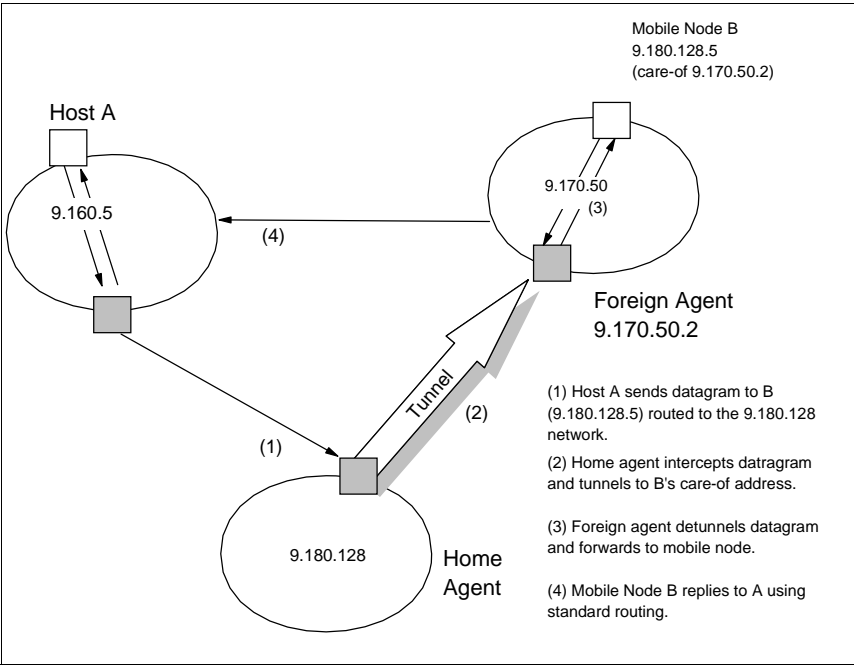 Mobile Node B
9.180.128.5
(care-of 9.170.50.2)
Host A
9.160.5
9.170.50
(3)
(4)
Foreign Agent
9.170.50.2
Tunnel
(2)
(1)
9.180.128
Home
Agent
(1) Host A sends datagram to B
(9.180.128.5) routed to the 9.180.128
network.
(2) Home agent intercepts datragram
and tunnels to B's care-of address.
(3) Foreign agent detunnels datagram
and forwards to mobile node.
(4) Mobile Node B replies to A using
standard routing.